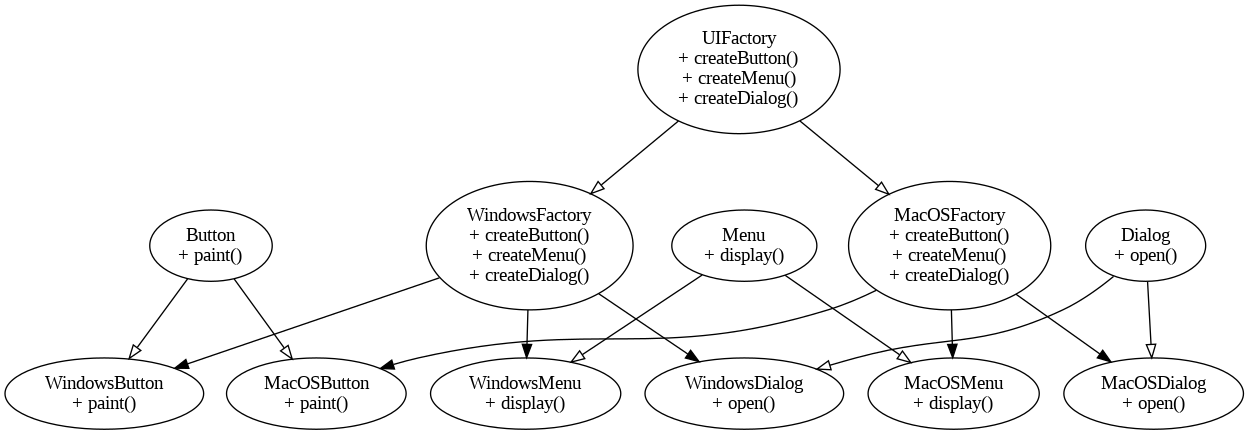 UIFactory
+ createButton()
+ createMenu()
+ createDialog()
Button
+ paint()
WindowsFactory
+ createButton()
+ createMenu()
+ createDialog()
Menu
+ display()
MacOSFactory
+ createButton()
+ createMenu()
+ createDialog()
Dialog
+ open()
WindowsButton
+ paint()
MacOSButton
+ paint()
WindowsMenu
+ display()
WindowsDialog
+ open()
MacOSMenu
+ display()
MacOSDialog
+ open()